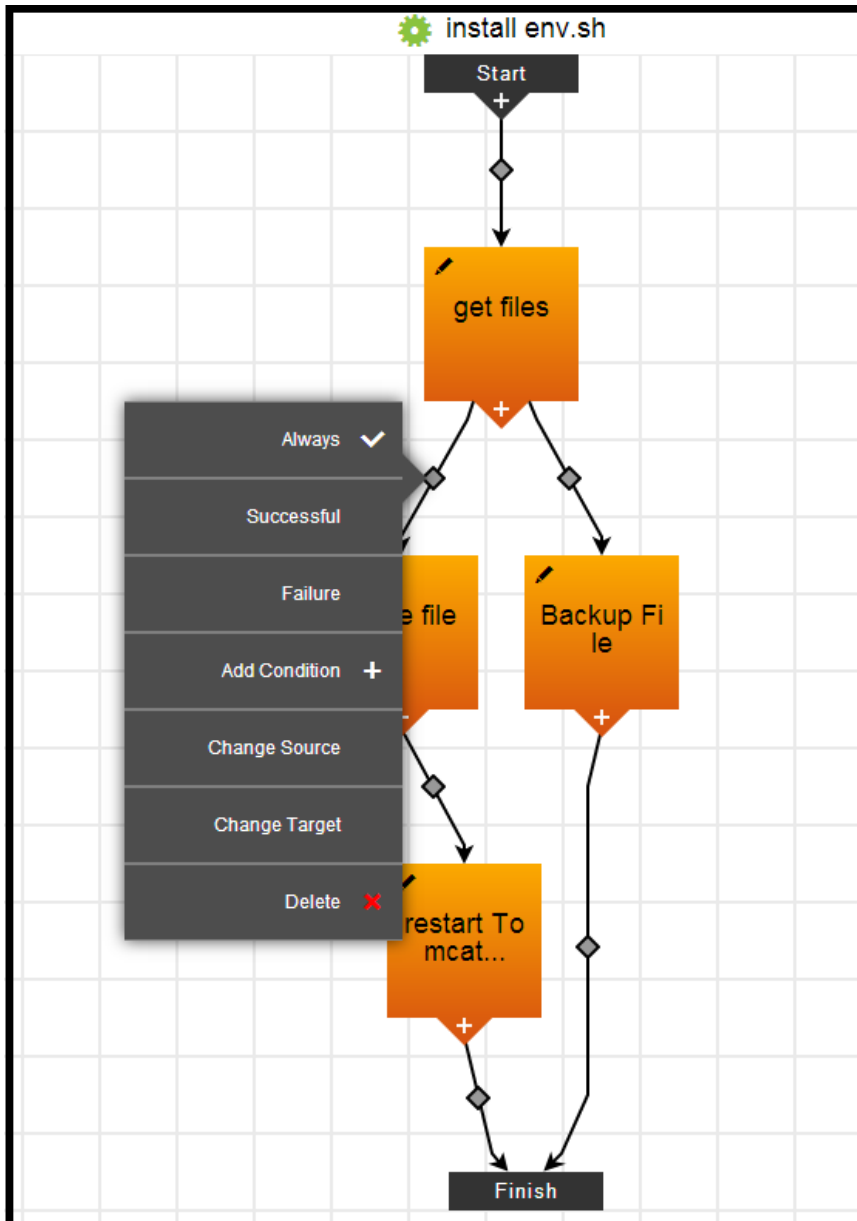 install env.sh
Start
get files
Always
Successful
Failure
Add Condition
Change Source
Change Target
Delete
e file
Backup Fi
le
restart To
mcat...
Finish